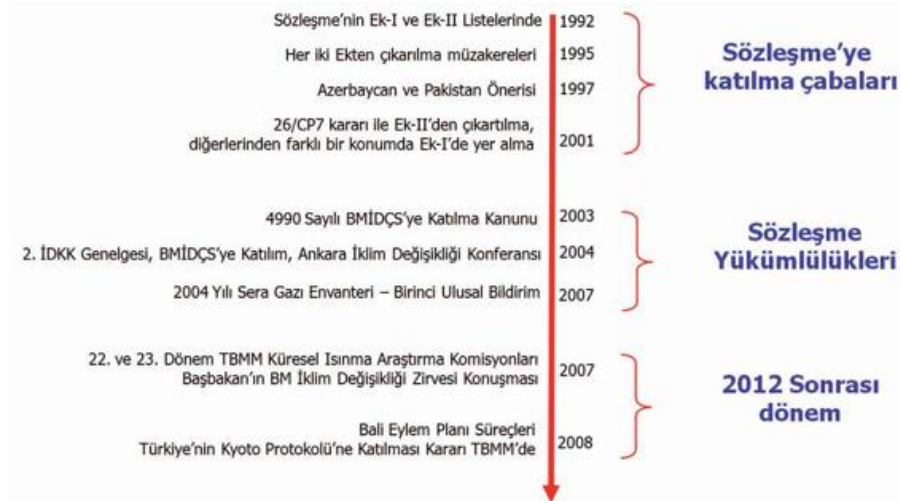 Sözleşme'nin Ek-I ve Ek-II Listelerinde 1992
Her iki Ekten çıkarılma müzakereleri 1995
Azerbaycan ve Pakistan Önerisi 1997
26/CP7 kararı ile Ek-II'den çıkartılma,
diğerlerinden farklı bir konumda Ek-I'de yer alma 2001
Sözleşme'ye
katılma çabaları
4990 Sayılı BMİDÇS'ye Katılma Kanunu 2003
2. İDKK Genelgesi, BMİDÇS'ye Katılım, Ankara İklim Değişikliği Konferansı 2004
2004 Yılı Sera Gazı Envanteri – Birinci Ulusal Bildirim 2007
Sözleşme
Yükümlülükleri
22. ve 23. Dönem TBMM Küresel Isınma Araştırma Komisyonları
Başbakan'ın BM İklim Değişikliği Zirvesi Konuşması 2007
Bali Eylem Planı Süreçleri
Türkiye'nin Kyoto Protokolü'ne Katılması Kararı TBMM'de 2008
2012 Sonrası
dönem